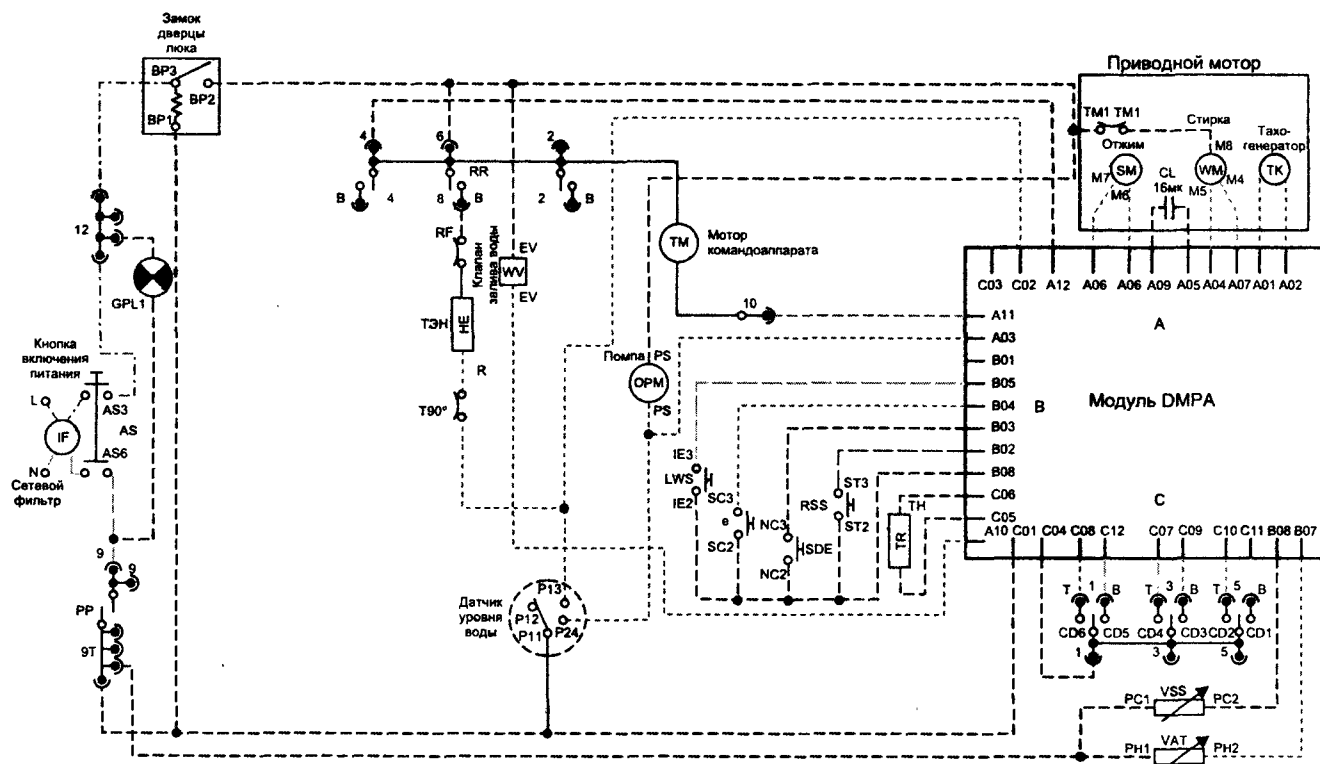 Замок
дверцы
люка
BP3
BP2
BP1
Приводной мотор
TM1 TM1
Стирка
Тахо-
генератор
Отжим
M8
M7
SM
M6
CL
16мк
M5
WM
M4
TK
4
6
2
RR
B
4
8
B
2
B
12
GPL1
RF
Клапан
залива воды
EV
WV
EV
TM
Мотор
командоаппарата
ТЭН
HE
R
T90°
10
Помпа
PS
OPM
PS
C03
C02
A12
A06
A06
A09
A05
A04
A07
A01
A02
A11
A03
B01
B05
B04
B03
B02
B08
C06
C05
A10
A
B
Модуль DMPA
C
C01
C04
C08
C12
C07
C09
C10
C11
B08
B07
Кнопка
включения
питания
L
AS3
IF
AS
AS6
N
Сетевой
фильтр
9
9
PP
9T
IE3
LWS
IE2
SC3
e
SC2
NC3
SDE
NC2
ST3
RSS
ST2
TH
TR
Датчик
уровня
воды
P13
P12
P11
P24
T
1
B
T
3
B
T
5
B
CD6
CD5
CD4
CD3
CD2
CD1
1
3
5
PC1
VSS
PC2
PH1
VAT
PH2